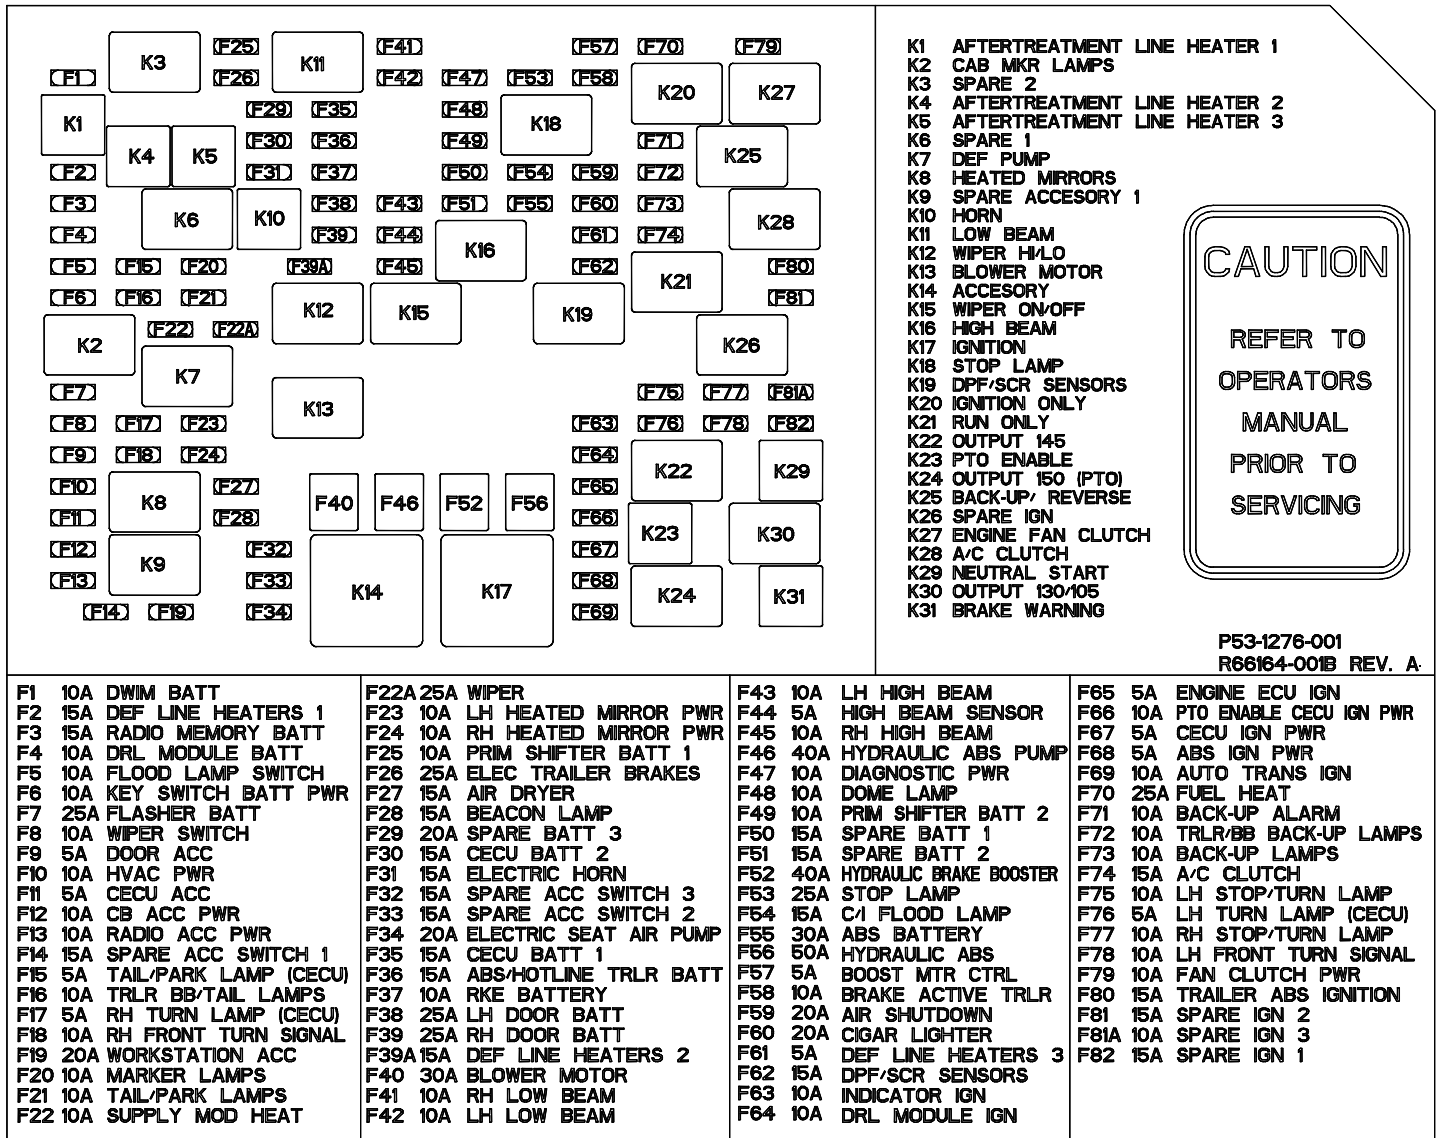 F25 F41 F57 F70 F79
K3 K11
F1 F26 F42 F47 F53 F58
K20 K27
F29 F35 F48
K1 K18
F30 F36 F49 F71
K4 K5 K25
F2 F31 F37 F50 F54 F59 F72
F3 F38 F43 F51 F55 F60 F73
K6 K10 K28
F4 F39 F44 F61 F74
K16
F5 F15 F20 F39A F45 F62 F80
K21
F6 F16 F21 F81
K12 K15 K19
F22 F22A
K2 K26
K7
F7 F75 F77 F81A
K13
F8 F17 F23 F63 F76 F78 F82
F9 F18 F24 F64
K22 K29
F10 F27 F65
K8 F40 F46 F52 F56
F11 F28 F66
K23 K30
F12 F32 F67
K9
F13 F33 F68
K14 K17 K24 K31
F14 F19 F34 F69
K1 AFTERTREATMENT LINE HEATER 1
K2 CAB MKR LAMPS
K3 SPARE 2
K4 AFTERTREATMENT LINE HEATER 2
K5 AFTERTREATMENT LINE HEATER 3
K6 SPARE 1
K7 DEF PUMP
K8 HEATED MIRRORS
K9 SPARE ACCESORY 1
K10 HORN
K11 LOW BEAM
K12 WIPER HI/LO
K13 BLOWER MOTOR
K14 ACCESORY
K15 WIPER ON/OFF
K16 HIGH BEAM
K17 IGNITION
K18 STOP LAMP
K19 DPF/SCR SENSORS
K20 IGNITION ONLY
K21 RUN ONLY
K22 OUTPUT 145
K23 PTO ENABLE
K24 OUTPUT 150 (PTO)
K25 BACK-UP/ REVERSE
K26 SPARE IGN
K27 ENGINE FAN CLUTCH
K28 A/C CLUTCH
K29 NEUTRAL START
K30 OUTPUT 130/105
K31 BRAKE WARNING
CAUTION
REFER TO
OPERATORS
MANUAL
PRIOR TO
SERVICING
P53-1276-001
R66164-001B REV. A
F1 10A DWIM BATT
F2 15A DEF LINE HEATERS 1
F3 15A RADIO MEMORY BATT
F4 10A DRL MODULE BATT
F5 10A FLOOD LAMP SWITCH
F6 10A KEY SWITCH BATT PWR
F7 25A FLASHER BATT
F8 10A WIPER SWITCH
F9 5A DOOR ACC
F10 10A HVAC PWR
F11 5A CECU ACC
F12 10A CB ACC PWR
F13 10A RADIO ACC PWR
F14 15A SPARE ACC SWITCH 1
F15 5A TAIL/PARK LAMP (CECU)
F16 10A TRLR BB/TAIL LAMPS
F17 5A RH TURN LAMP (CECU)
F18 10A RH FRONT TURN SIGNAL
F19 20A WORKSTATION ACC
F20 10A MARKER LAMPS
F21 10A TAIL/PARK LAMPS
F22 10A SUPPLY MOD HEAT
F22A 25A WIPER
F23 10A LH HEATED MIRROR PWR
F24 10A RH HEATED MIRROR PWR
F25 10A PRIM SHIFTER BATT 1
F26 25A ELEC TRAILER BRAKES
F27 15A AIR DRYER
F28 15A BEACON LAMP
F29 20A SPARE BATT 3
F30 15A CECU BATT 2
F31 15A ELECTRIC HORN
F32 15A SPARE ACC SWITCH 3
F33 15A SPARE ACC SWITCH 2
F34 20A ELECTRIC SEAT AIR PUMP
F35 15A CECU BATT 1
F36 15A ABS/HOTLINE TRLR BATT
F37 10A RKE BATTERY
F38 25A LH DOOR BATT
F39 25A RH DOOR BATT
F39A 15A DEF LINE HEATERS 2
F40 30A BLOWER MOTOR
F41 10A RH LOW BEAM
F42 10A LH LOW BEAM
F43 10A LH HIGH BEAM
F44 5A HIGH BEAM SENSOR
F45 10A RH HIGH BEAM
F46 40A HYDRAULIC ABS PUMP
F47 10A DIAGNOSTIC PWR
F48 10A DOME LAMP
F49 10A PRIM SHIFTER BATT 2
F50 15A SPARE BATT 1
F51 15A SPARE BATT 2
F52 40A HYDRAULIC BRAKE BOOSTER
F53 25A STOP LAMP
F54 15A C/I FLOOD LAMP
F55 30A ABS BATTERY
F56 50A HYDRAULIC ABS
F57 5A BOOST MTR CTRL
F58 10A BRAKE ACTIVE TRLR
F59 20A AIR SHUTDOWN
F60 20A CIGAR LIGHTER
F61 5A DEF LINE HEATERS 3
F62 15A DPF/SCR SENSORS
F63 10A INDICATOR IGN
F64 10A DRL MODULE IGN
F65 5A ENGINE ECU IGN
F66 10A PTO ENABLE CECU IGN PWR
F67 5A CECU IGN PWR
F68 5A ABS IGN PWR
F69 10A AUTO TRANS IGN
F70 25A FUEL HEAT
F71 10A BACK-UP ALARM
F72 10A TRLR/BB BACK-UP LAMPS
F73 10A BACK-UP LAMPS
F74 15A A/C CLUTCH
F75 10A LH STOP/TURN LAMP
F76 5A LH TURN LAMP (CECU)
F77 10A RH STOP/TURN LAMP
F78 10A LH FRONT TURN SIGNAL
F79 10A FAN CLUTCH PWR
F80 15A TRAILER ABS IGNITION
F81 15A SPARE IGN 2
F81A 10A SPARE IGN 3
F82 15A SPARE IGN 1